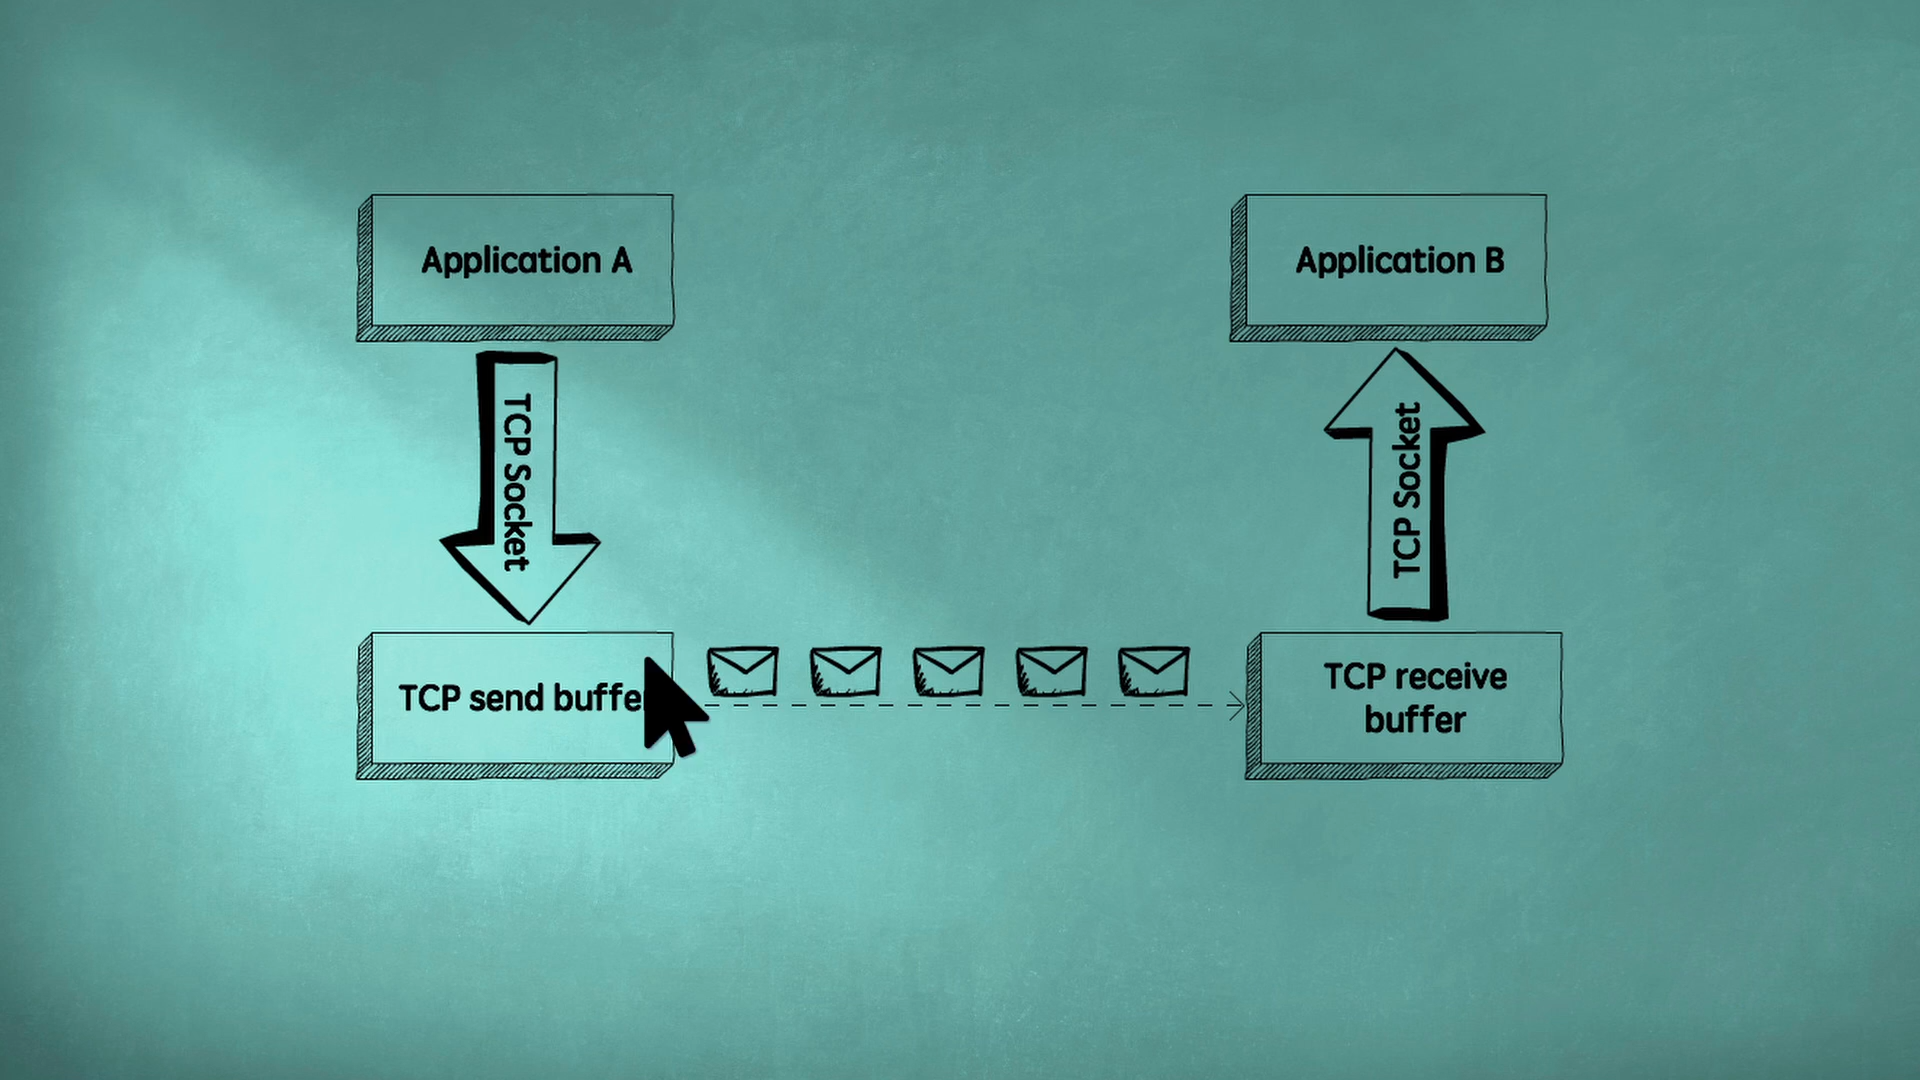 Application A
Application B
TCP Socket
TCP Socket
TCP send buffe
TCP receive
buffer